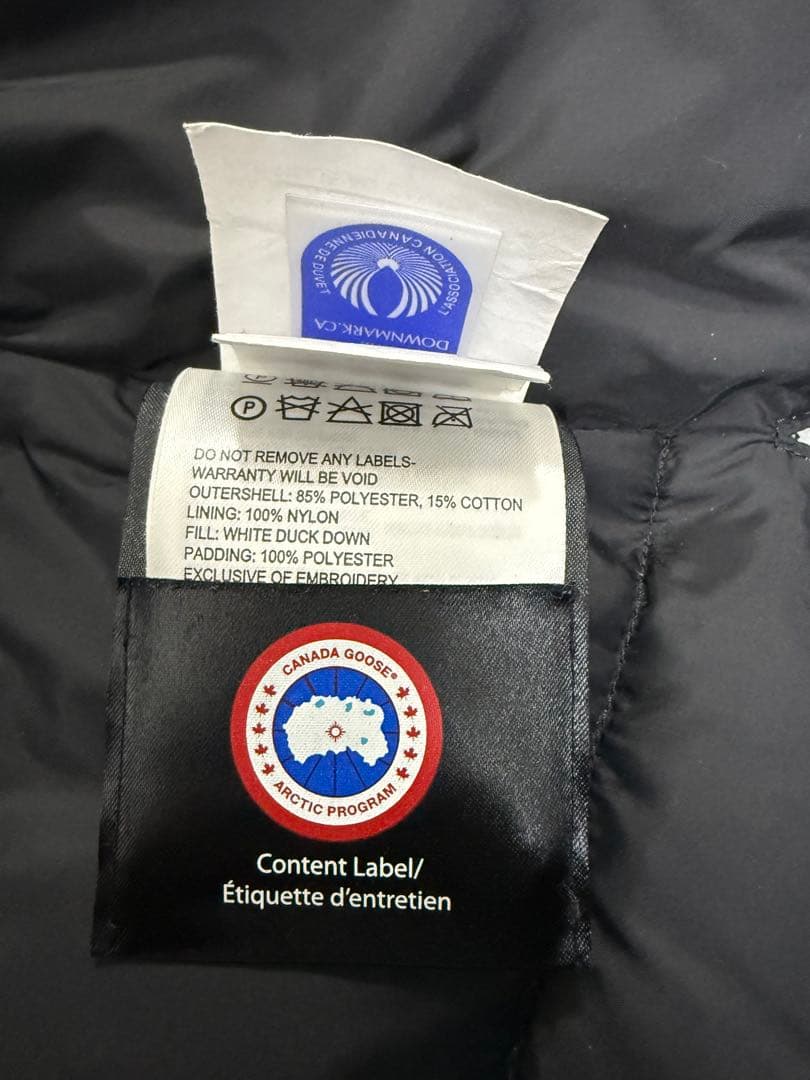 L'ASSOCIATION CANADIENNE DE DUVET
DOWNMARK.CA
P
DO NOT REMOVE ANY LABELS-
WARRANTY WILL BE VOID
OUTERSHELL: 85% POLYESTER, 15% COTTON
LINING: 100% NYLON
FILL: WHITE DUCK DOWN
PADDING: 100% POLYESTER
EXCLUSIVE OF EMBROIDERY
CANADA GOOSE®
ARCTIC PROGRAM
Content Label/
Étiquette d'entretien